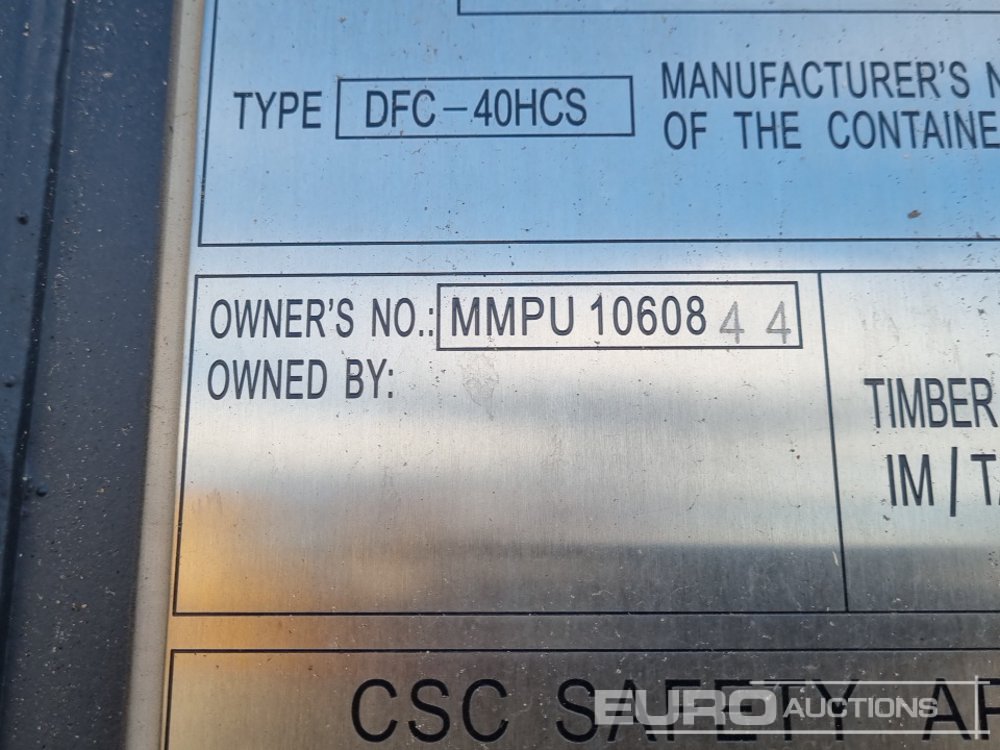 TYPE DFC-40HCS
MANUFACTURER'S N
OF THE CONTAINE
OWNER'S NO.: MMPU 1060844
OWNED BY:
TIMBER
IM / T
CSC SAFETY AP
EURO AUCTIONS